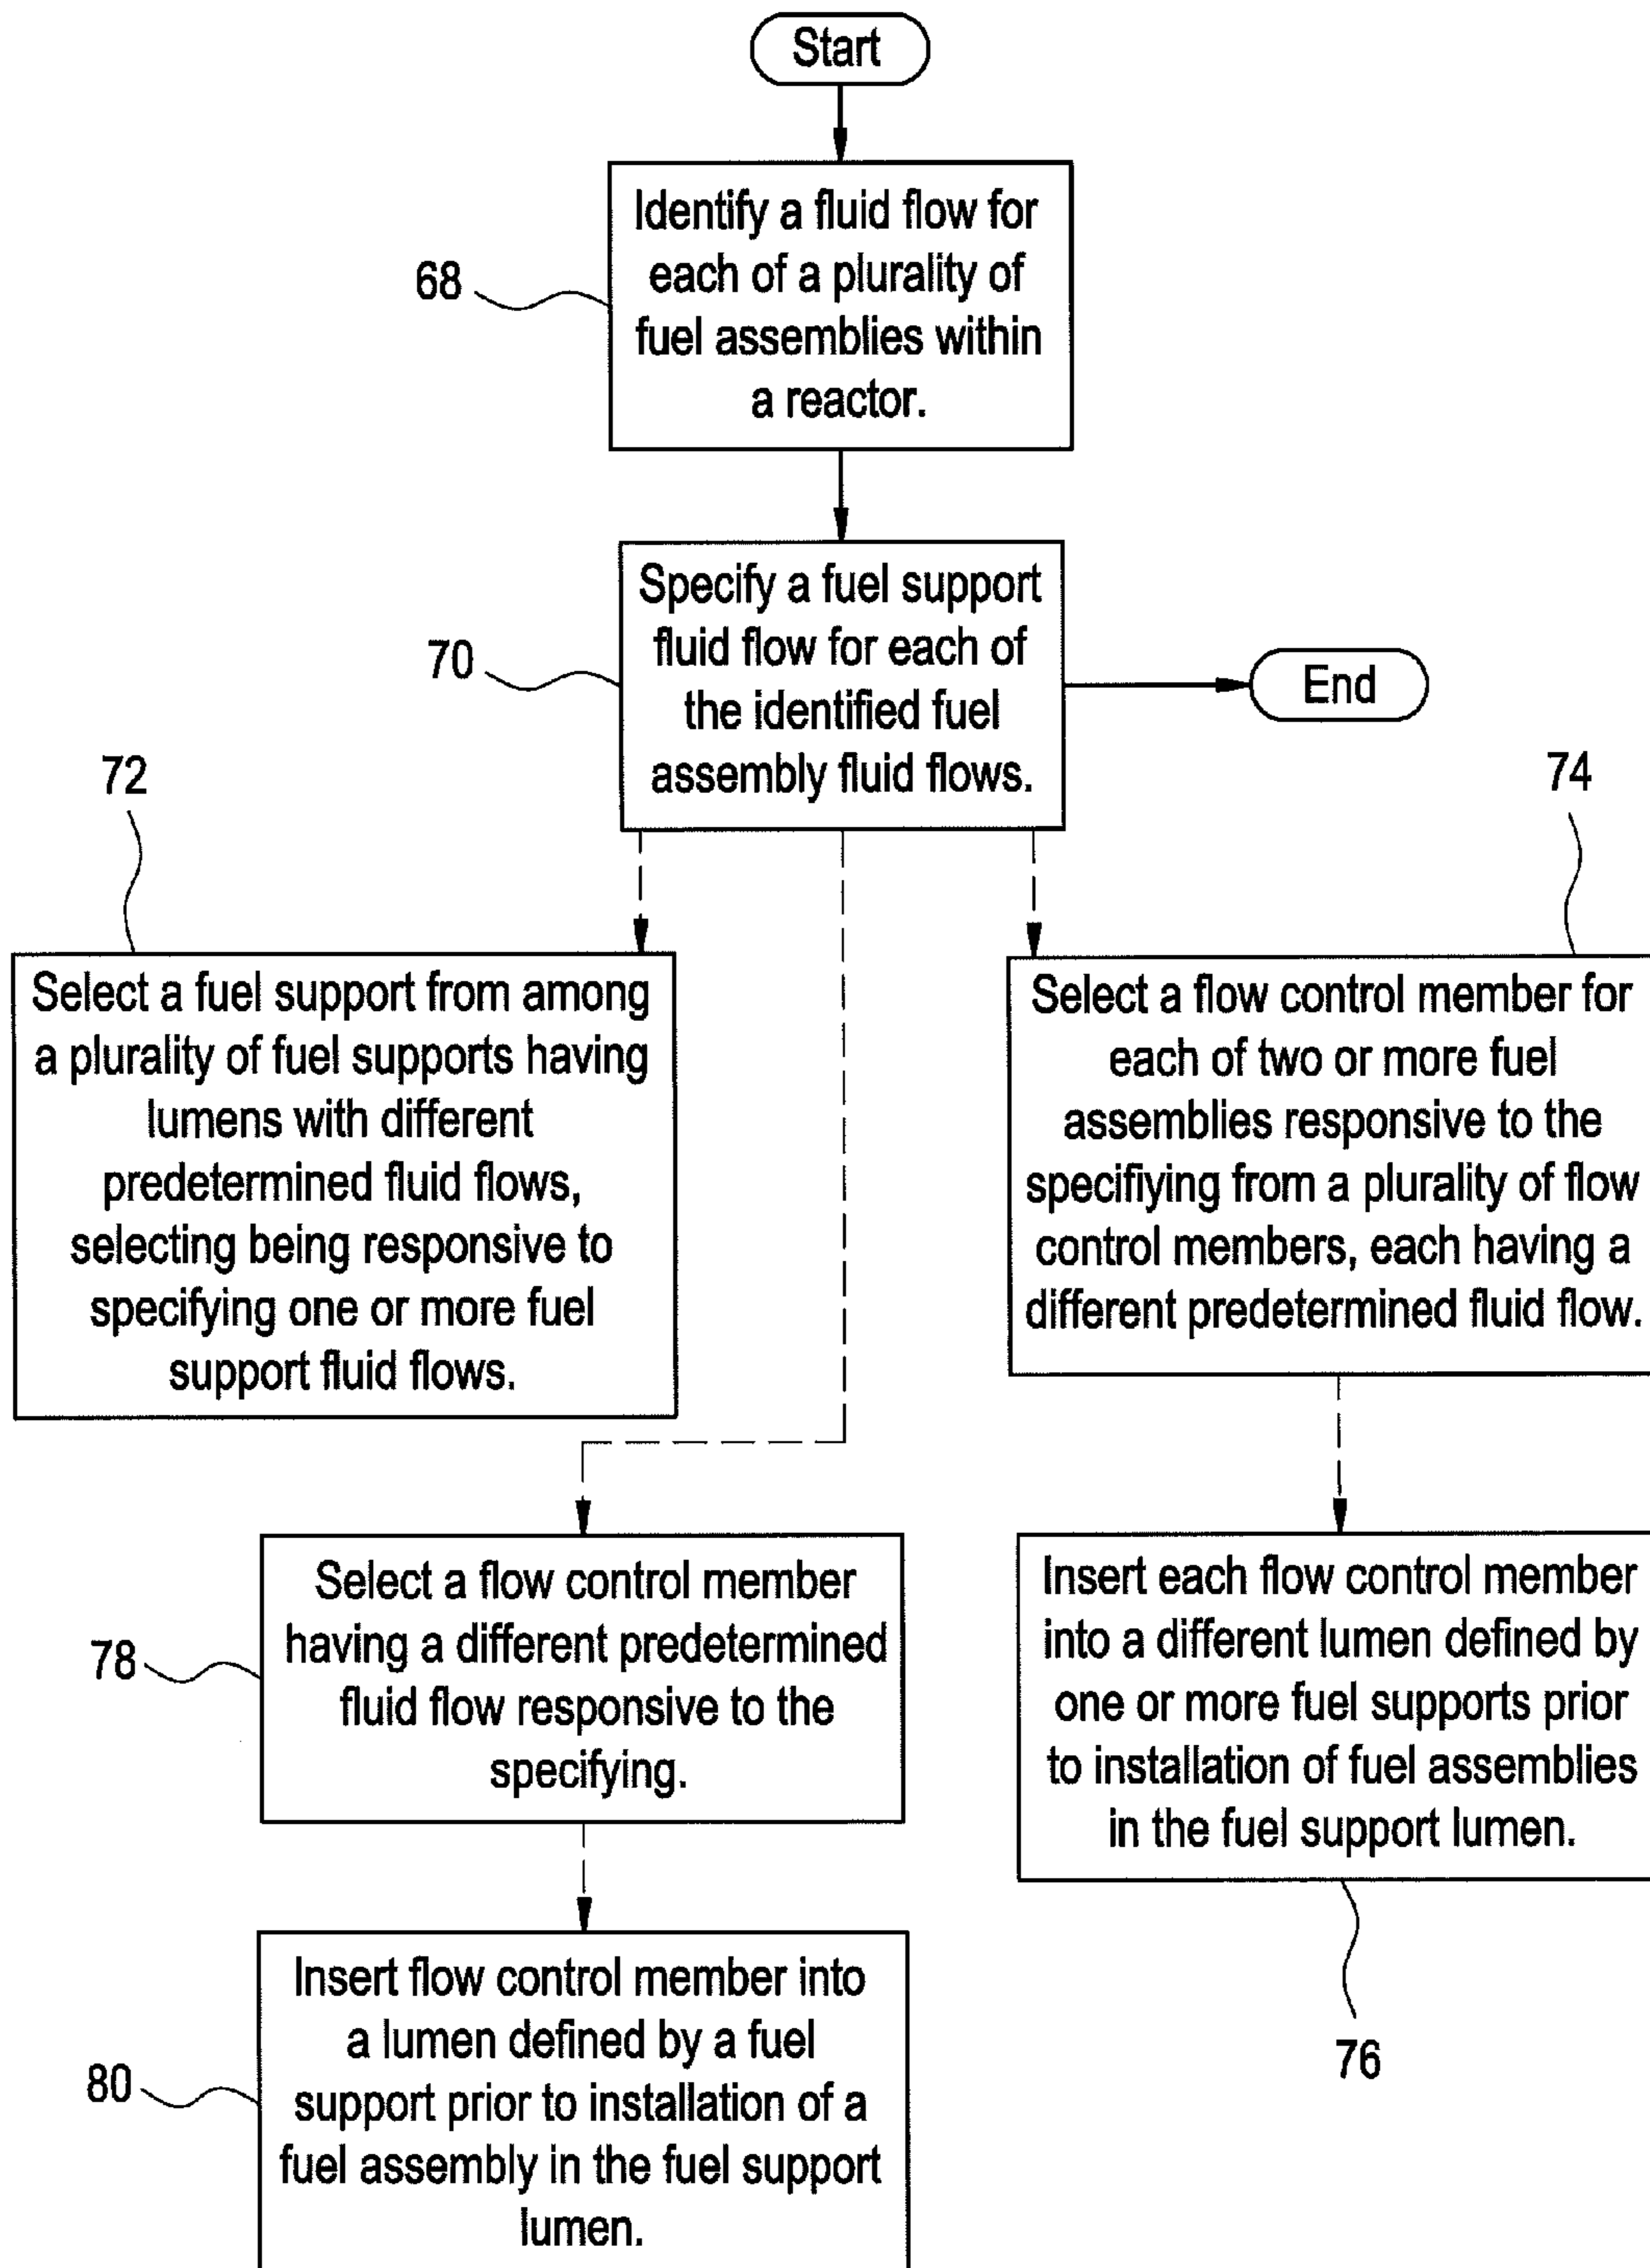 Start
68
Identify a fluid flow for
each of a plurality of
fuel assemblies within
a reactor.
70
Specify a fuel support
fluid flow for each of
the identified fuel
assembly fluid flows.
End
72
Select a fuel support from among
a plurality of fuel supports having
lumens with different
predetermined fluid flows,
selecting being responsive to
specifying one or more fuel
support fluid flows.
74
Select a flow control member for
each of two or more fuel
assemblies responsive to the
specifiying from a plurality of flow
control members, each having a
different predetermined fluid flow.
78
Select a flow control member
having a different predetermined
fluid flow responsive to the
specifying.
Insert each flow control member
into a different lumen defined by
one or more fuel supports prior
to installation of fuel assemblies
in the fuel support lumen.
76
80
Insert flow control member into
a lumen defined by a fuel
support prior to installation of a
fuel assembly in the fuel support
lumen.